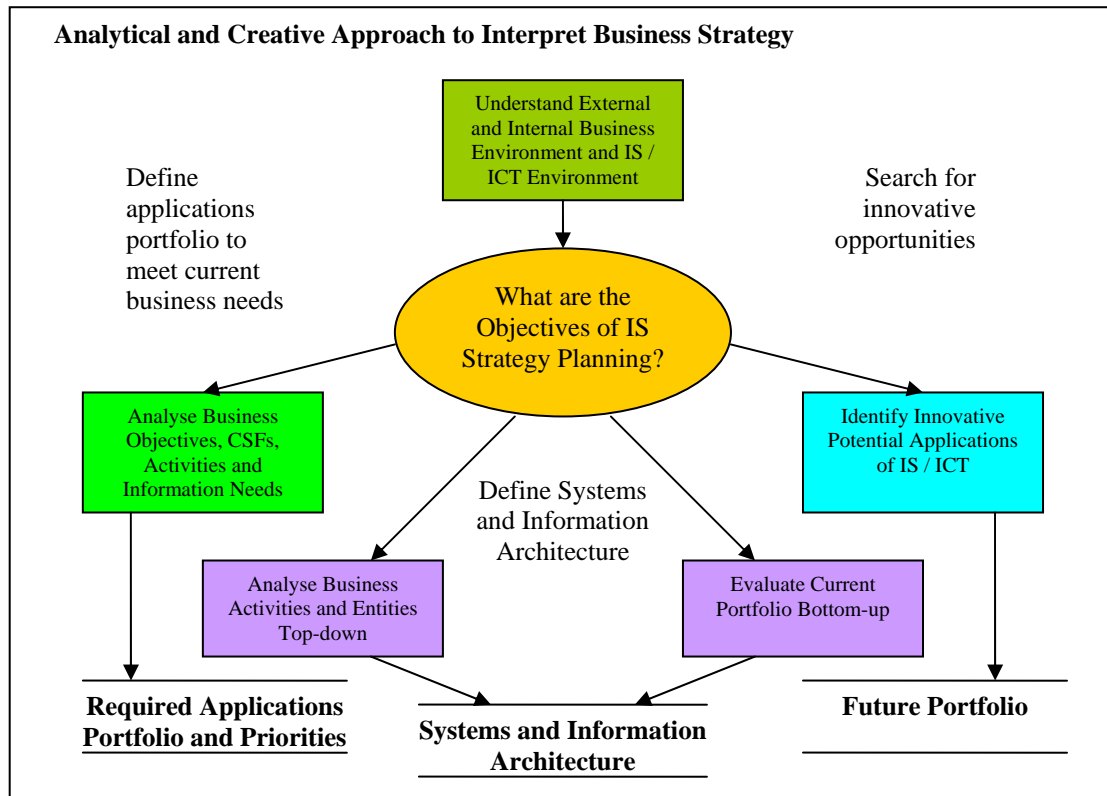 Analytical and Creative Approach to Interpret Business Strategy
Understand External
and Internal Business
Environment and IS /
ICT Environment
Define
applications
portfolio to
meet current
business needs
Search for
innovative
opportunities
What are the
Objectives of IS
Strategy Planning?
Analyse Business
Objectives, CSFs,
Activities and
Information Needs
Identify Innovative
Potential Applications
of IS / ICT
Define Systems
and Information
Architecture
Analyse Business
Activities and Entities
Top-down
Evaluate Current
Portfolio Bottom-up
Required Applications
Portfolio and Priorities
Systems and Information
Architecture
Future Portfolio